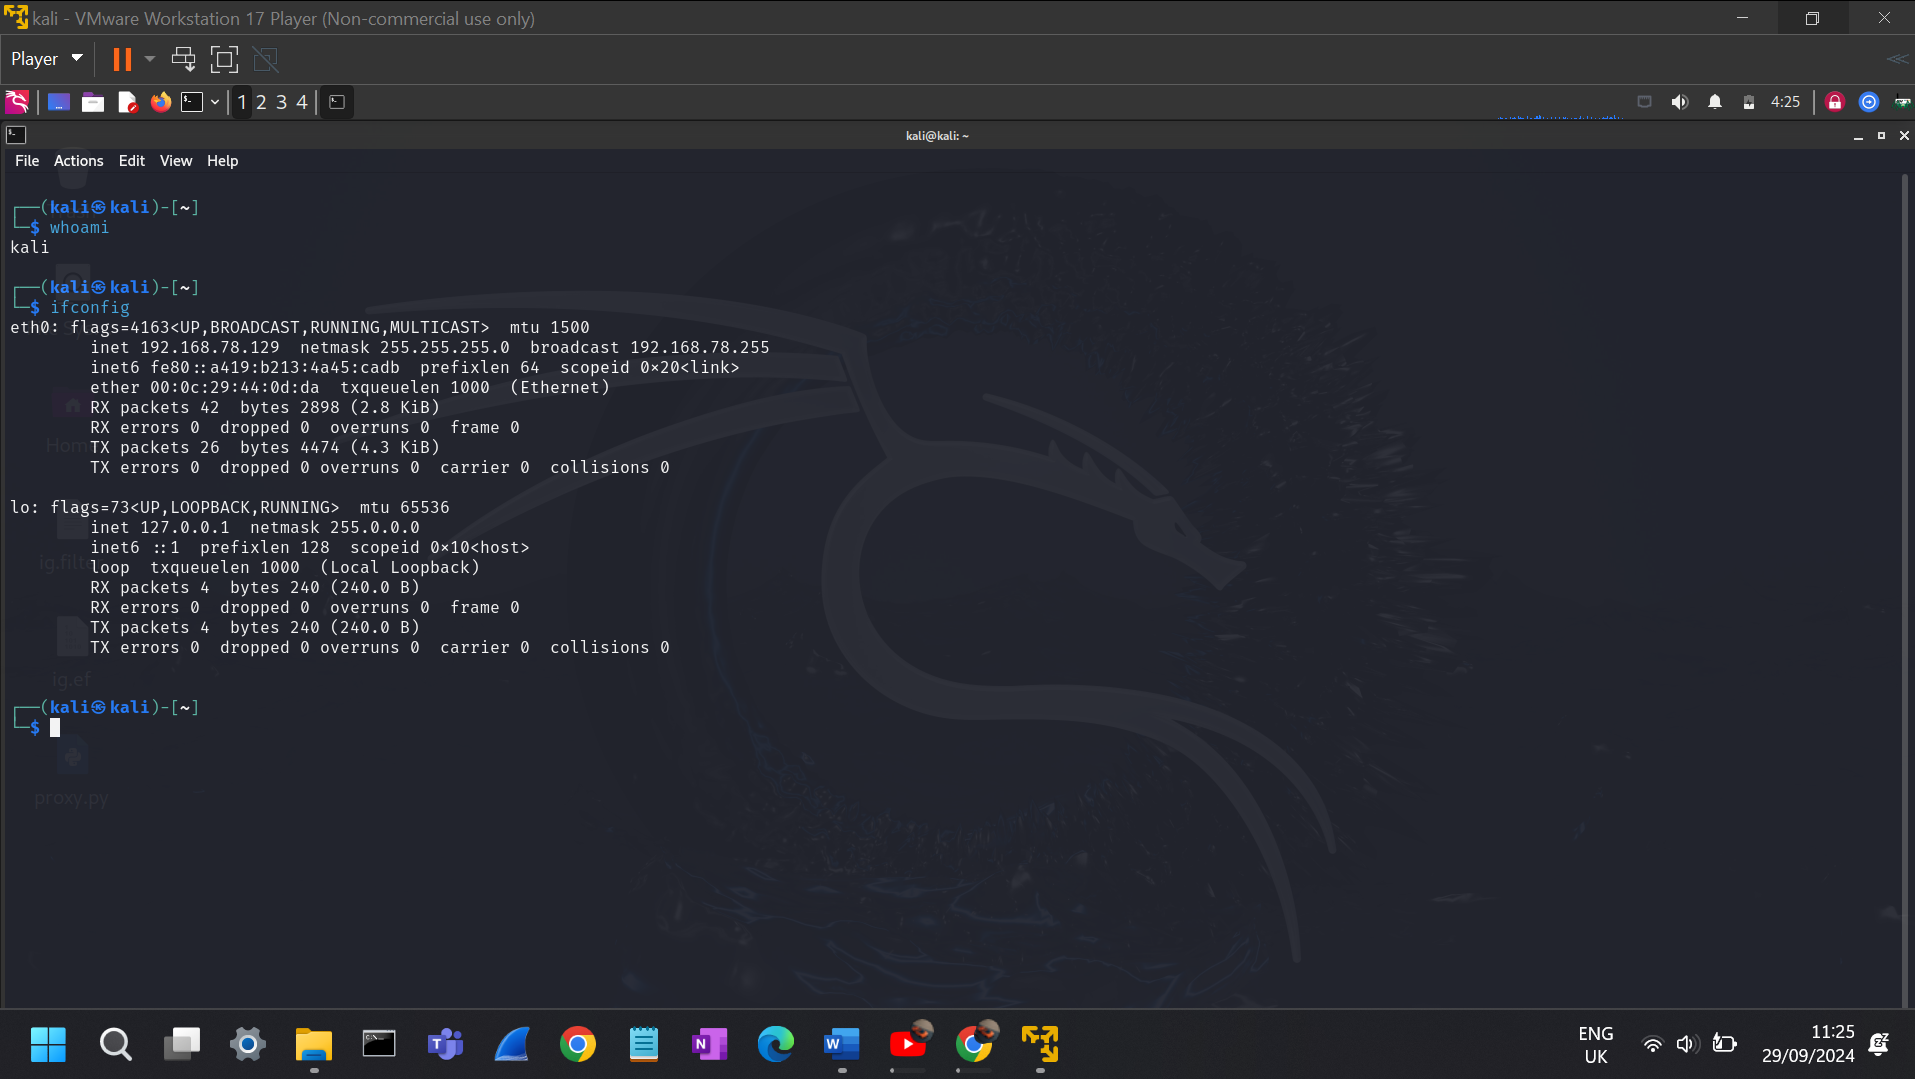 kali - VMware Workstation 17 Player (Non-commercial use only)
Player
1 2 3 4
4:25
kali@kali: ~
File Actions Edit View Help
┌──(kali㉿kali)-[~]
└─$ whoami
kali
┌──(kali㉿kali)-[~]
└─$ ifconfig
eth0: flags=4163<UP,BROADCAST,RUNNING,MULTICAST>  mtu 1500
inet 192.168.78.129  netmask 255.255.255.0  broadcast 192.168.78.255
inet6 fe80::a419:b213:4a45:cadb  prefixlen 64  scopeid 0×20<link>
ether 00:0c:29:44:0d:da  txqueuelen 1000  (Ethernet)
RX packets 42  bytes 2898 (2.8 KiB)
RX errors 0  dropped 0  overruns 0  frame 0
TX packets 26  bytes 4474 (4.3 KiB)
TX errors 0  dropped 0 overruns 0  carrier 0  collisions 0
lo: flags=73<UP,LOOPBACK,RUNNING>  mtu 65536
inet 127.0.0.1  netmask 255.0.0.0
inet6 ::1  prefixlen 128  scopeid 0×10<host>
loop  txqueuelen 1000  (Local Loopback)
RX packets 4  bytes 240 (240.0 B)
RX errors 0  dropped 0  overruns 0  frame 0
TX packets 4  bytes 240 (240.0 B)
TX errors 0  dropped 0 overruns 0  carrier 0  collisions 0
ig.ef
┌──(kali㉿kali)-[~]
└─$
proxy.py
ENG
UK
11:25
29/09/2024